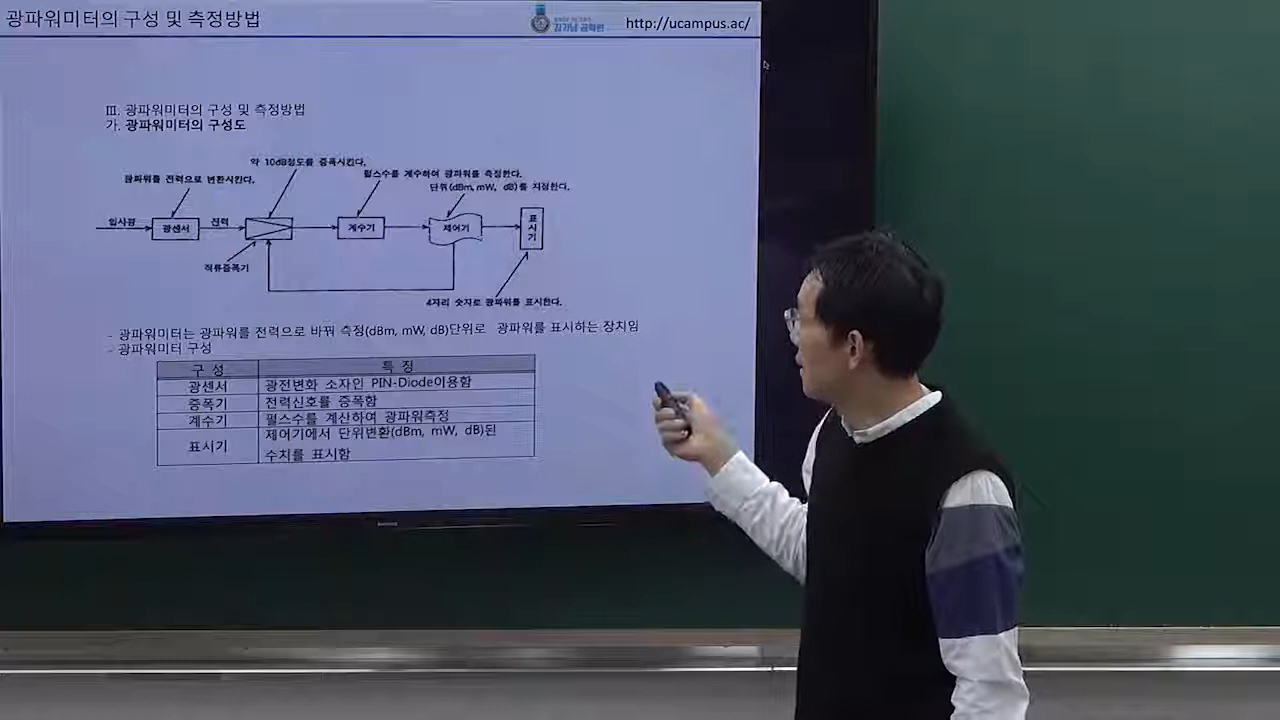 광파워미터의 구성 및 측정방법
김기남 공학원
http://ucampus.ac/
Ⅲ. 광파워미터의 구성 및 측정방법
가. 광파워미터의 구성도
약 10dB정도를 증폭시킨다.
광파워를 전력으로 변환시킨다.
펄스수를 계수하여 광파워를 측정한다.
단위(dBm, mW, dB)를 지정한다.
입사광
광센서
전력
계수기
제어기
표시기
직류증폭기
4자리 숫자로 광파워를 표시한다.
- 광파워미터는 광파워를 전력으로 바꿔 측정(dBm, mW, dB)단위로 광파워를 표시하는 장치임
- 광파워미터 구성
구 성 특 징
광센서 광전변화 소자인 PIN-Diode이용함
증폭기 전력신호를 증폭함
계수기 펄스수를 계산하여 광파워측정
표시기 제어기에서 단위변환(dBm, mW, dB)된
수치를 표시함